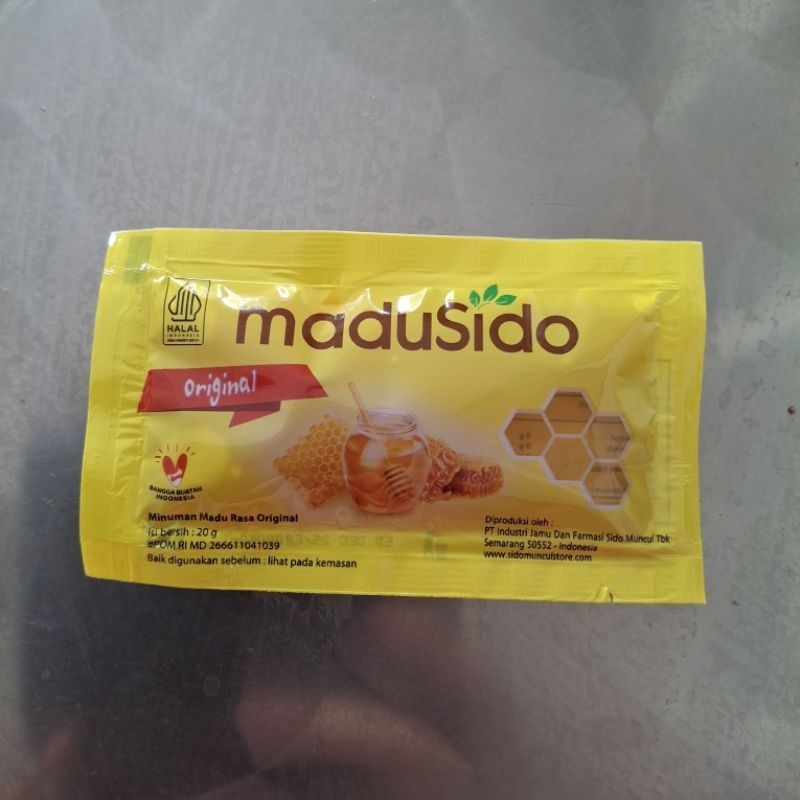 HALAL
INDONESIA
maduSido
original
BANGGA BUATAN
INDONESIA
Minuman Madu Rasa Original
Isi bersih : 20 g
BPOM RI MD 266611041039
Baik digunakan sebelum : lihat pada kemasan
Diproduksi oleh :
PT Industri Jamu Dan Farmasi Sido Muncul Tbk
Semarang 50552 - Indonesia
www.sidomunculstore.com